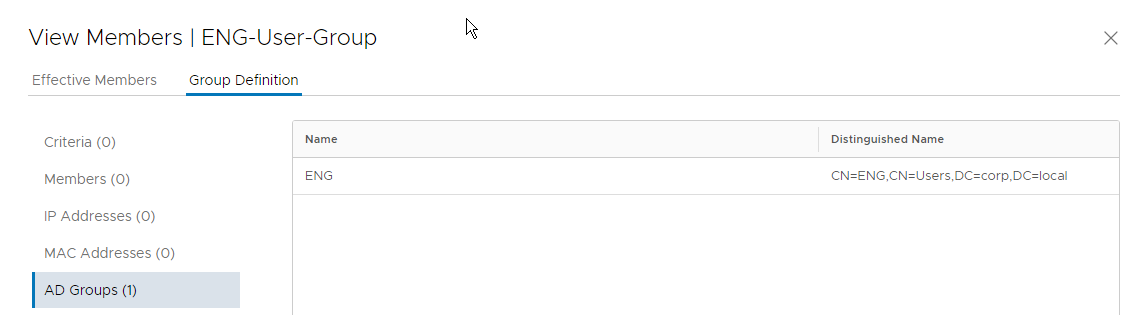 View Members | ENG-User-Group
Effective Members
Group Definition
Criteria (0)
Members (0)
IP Addresses (0)
MAC Addresses (0)
AD Groups (1)
Name
Distinguished Name
ENG
CN=ENG,CN=Users,DC=corp,DC=local